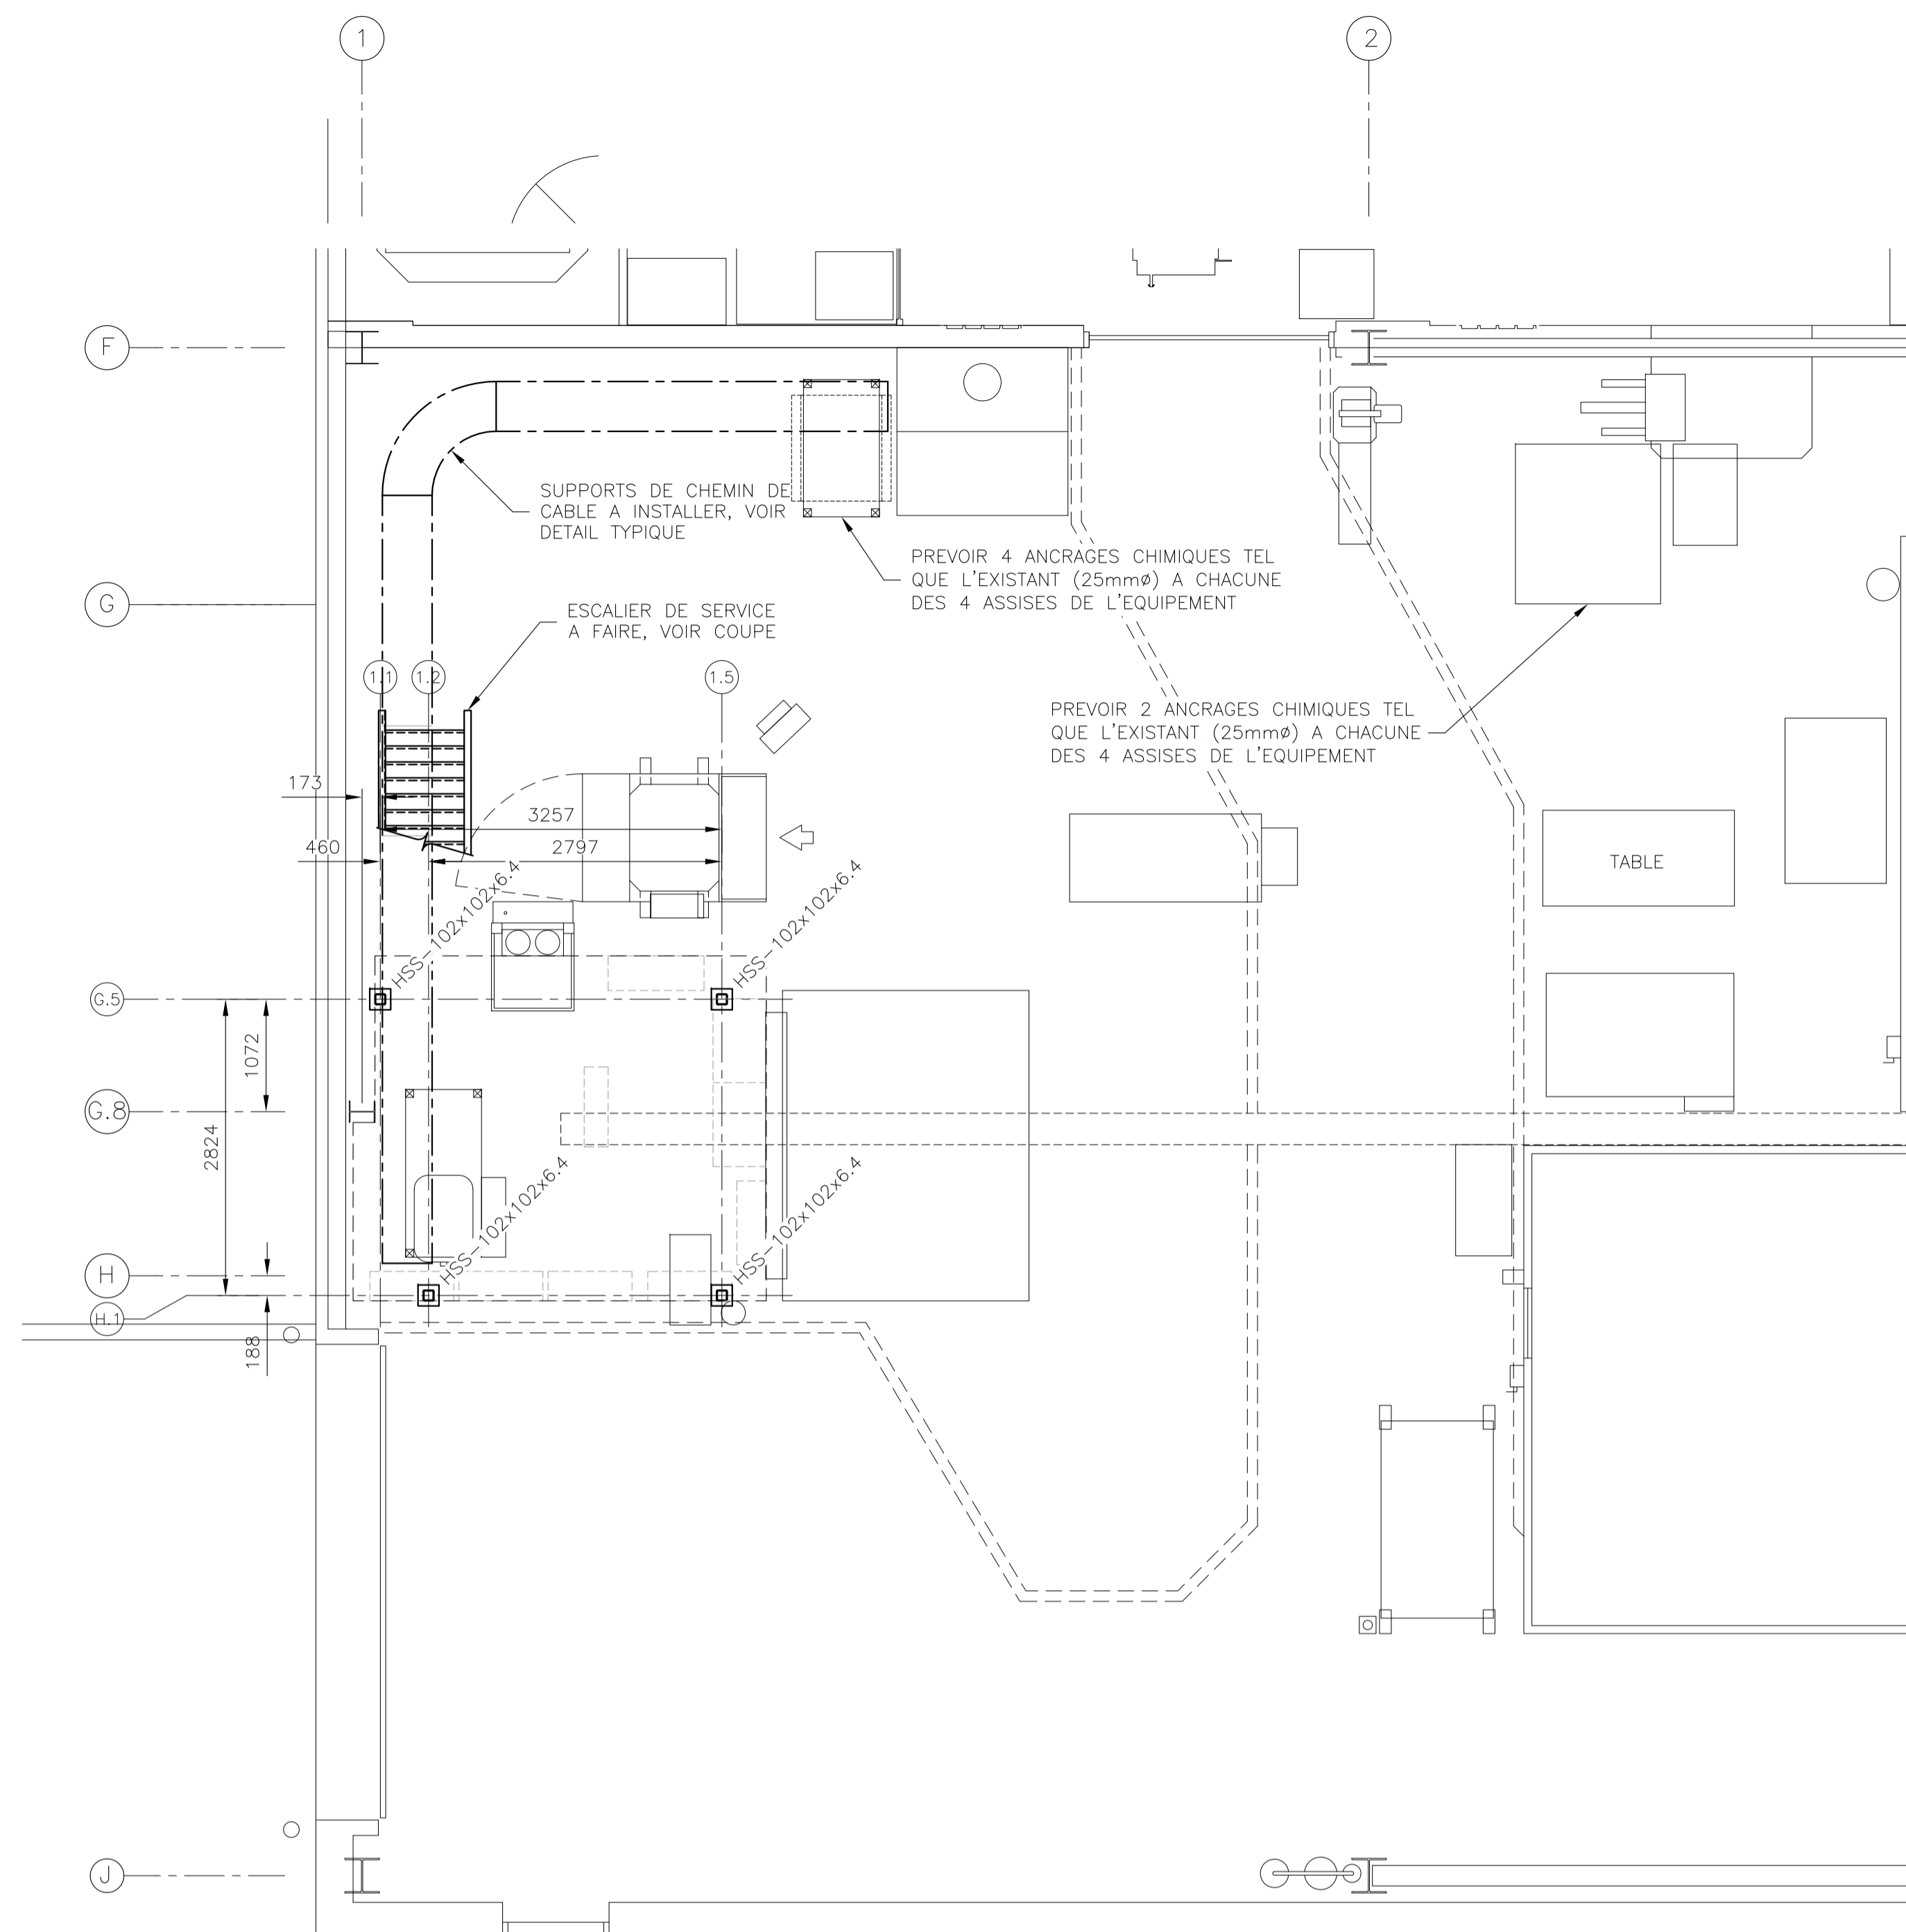 1
2
F
SUPPORTS DE CHEMIN DE
CABLE A INSTALLER, VOIR
DETAIL TYPIQUE
PREVOIR 4 ANCRAGES CHIMIQUES TEL
QUE L'EXISTANT (25mmø) A CHACUNE
DES 4 ASSISES DE L'EQUIPEMENT
G
ESCALIER DE SERVICE
A FAIRE, VOIR COUPE
1.1
1.2
1.5
PREVOIR 2 ANCRAGES CHIMIQUES TEL
QUE L'EXISTANT (25mmø) A CHACUNE
DES 4 ASSISES DE L'EQUIPEMENT
173
3257
460
2797
TABLE
HSS 102x102x6.4
HSS 102x102x6.4
G.5
1072
G.8
2824
HSS 102x102x6.4
HSS 102x102x6.4
H
H.1
188
J